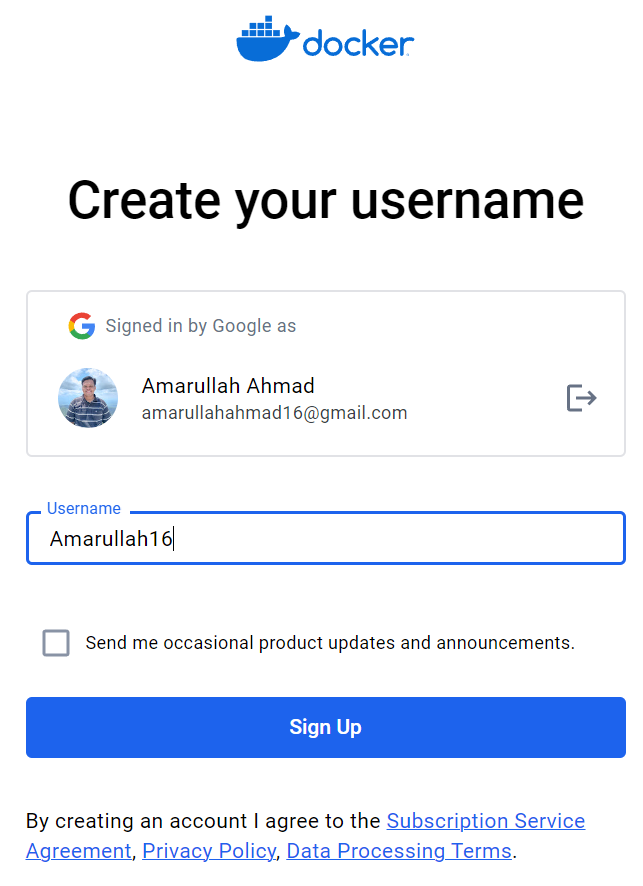 docker
Create your username
Signed in by Google as
Amarullah Ahmad
amarullahahmad16@gmail.com
Username
Amarullah16
Send me occasional product updates and announcements.
Sign Up
By creating an account I agree to the Subscription Service
Agreement, Privacy Policy, Data Processing Terms.